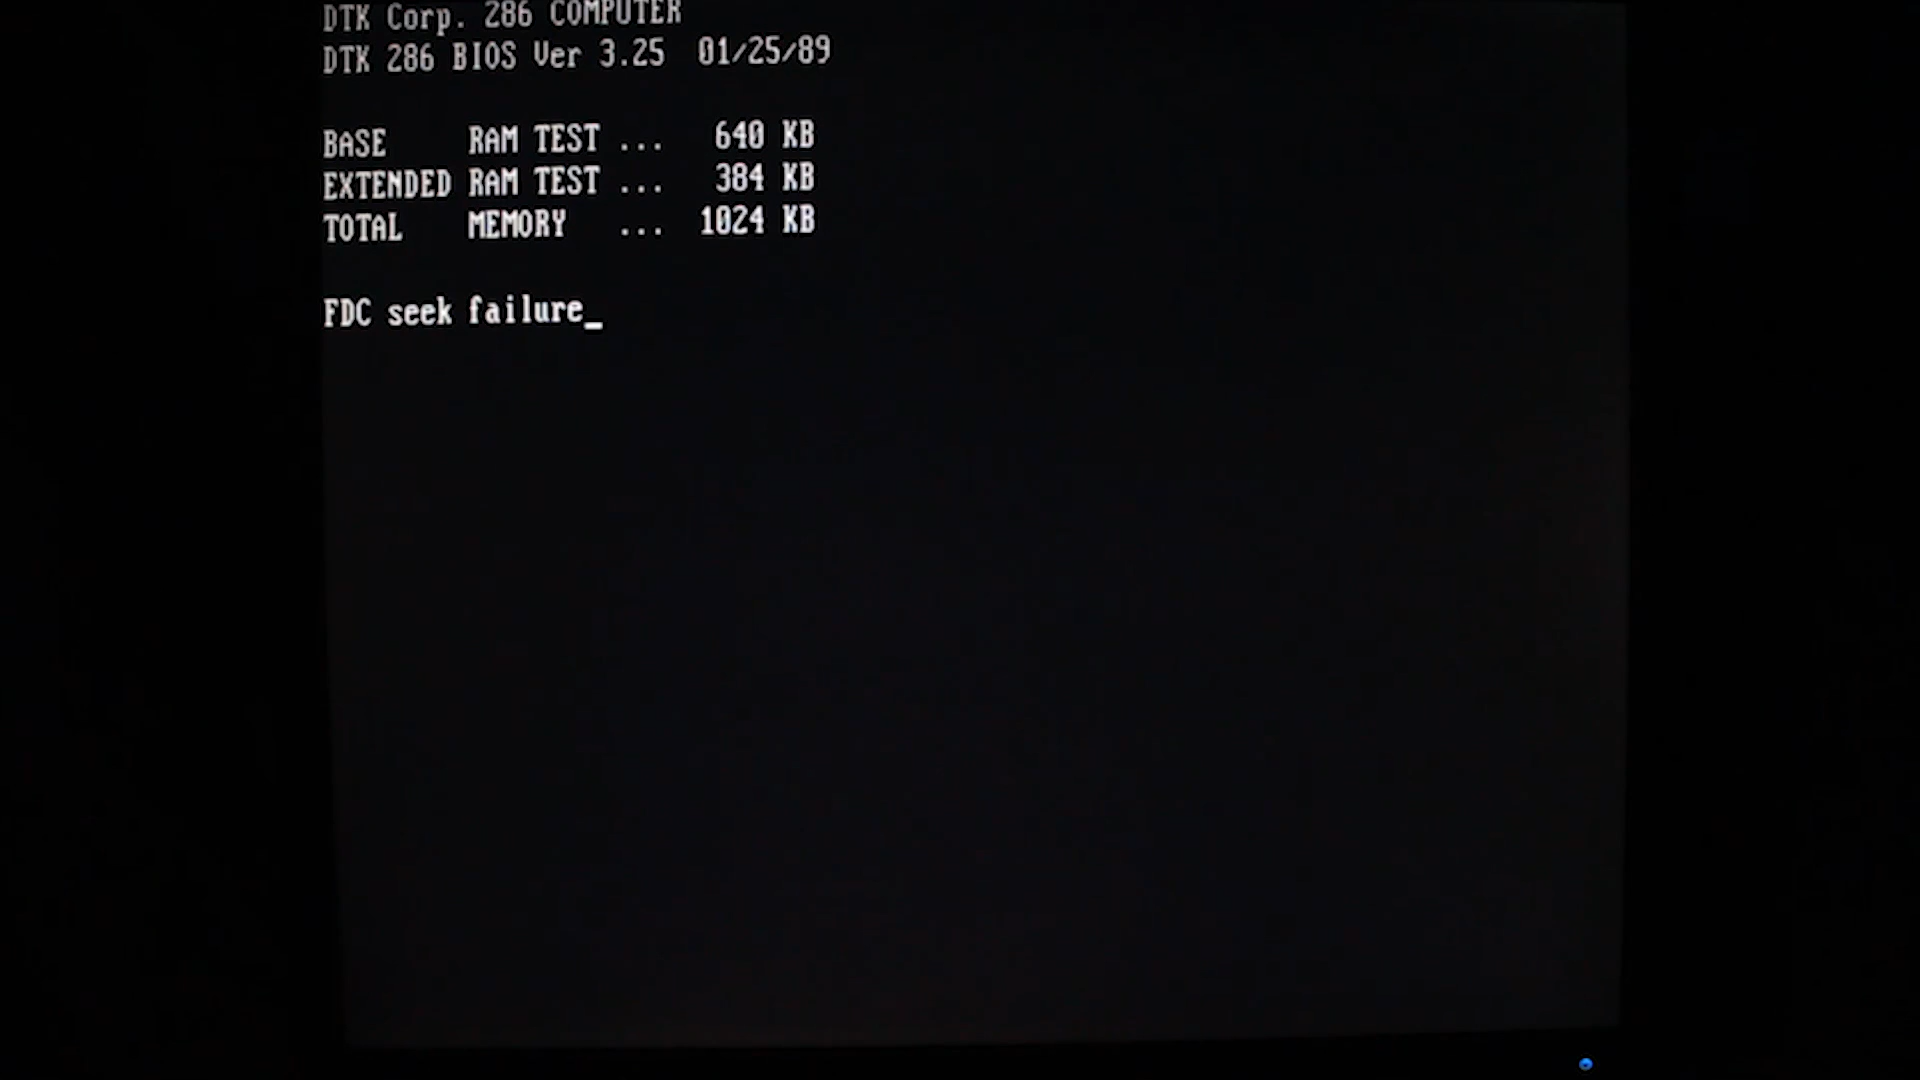 DTK Corp. 286 COMPUTER
DTK 286 BIOS Ver 3.25 01/25/89
BASE RAM TEST ... 640 KB
EXTENDED RAM TEST ... 384 KB
TOTAL MEMORY ... 1024 KB
FDC seek failure_